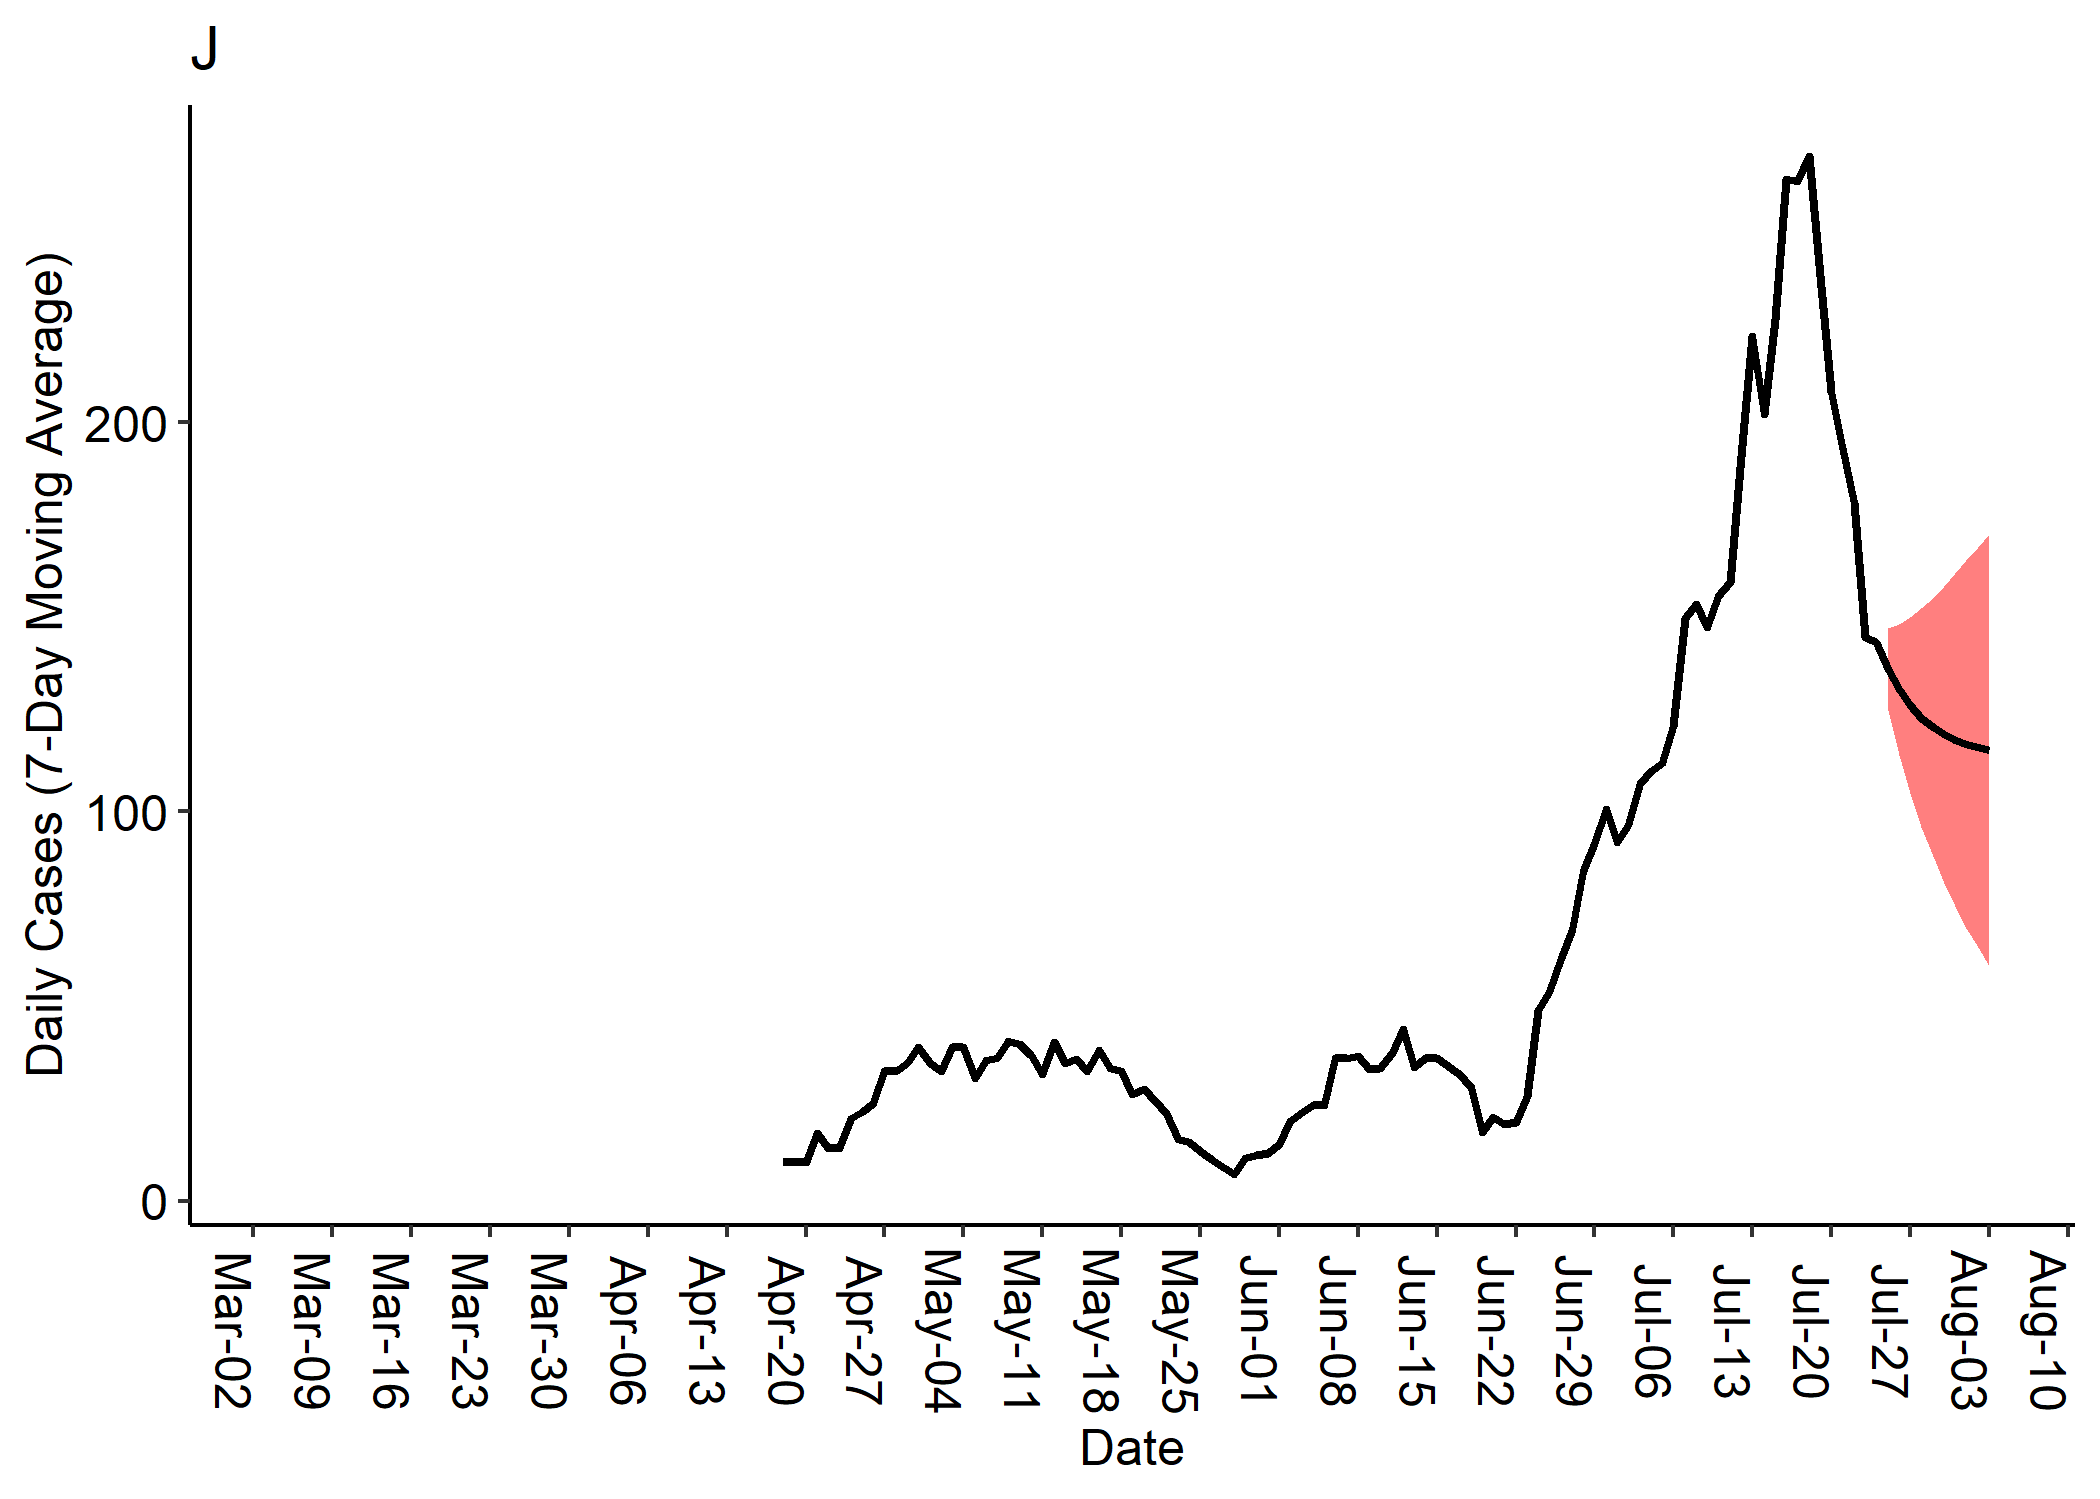 J
Daily Cases (7-Day Moving Average)
200
100
0
Mar-02
Mar-09
Mar-16
Mar-23
Mar-30
Apr-06
Apr-13
Apr-20
Apr-27
May-04
May-11
May-18
May-25
Jun-01
Jun-08
Jun-15
Jun-22
Jun-29
Jul-06
Jul-13
Jul-20
Jul-27
Aug-03
Aug-10
Date